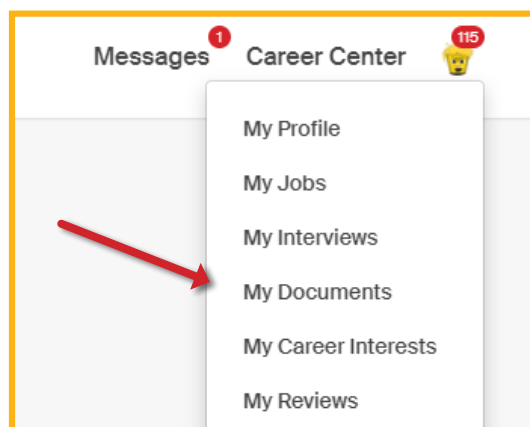 Messages 1 Career Center 115
My Profile
My Jobs
My Interviews
My Documents
My Career Interests
My Reviews